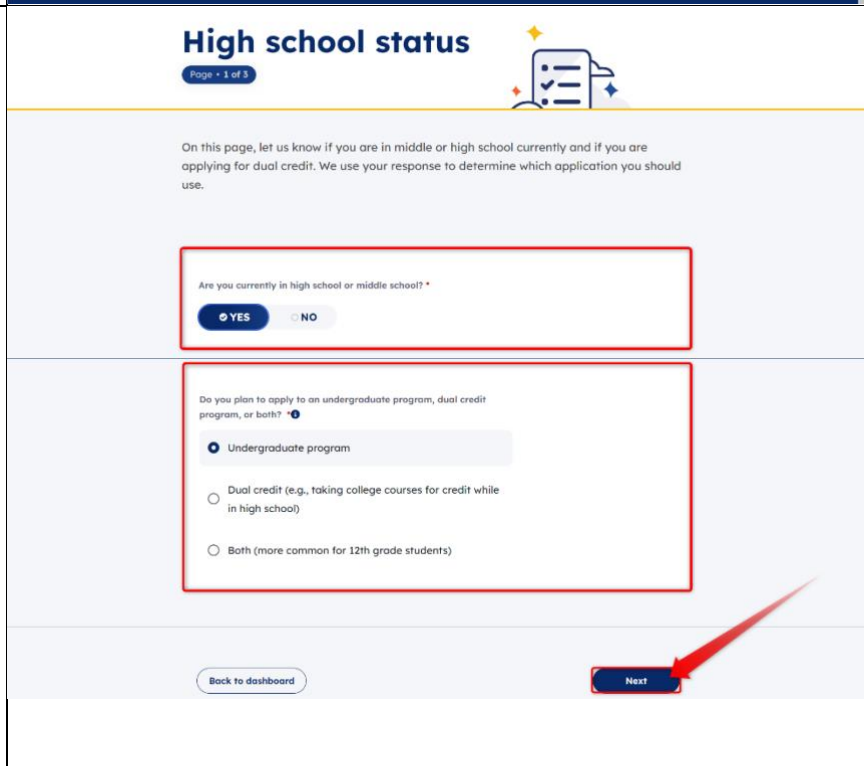 High school status
Page • 1 of 3
On this page, let us know if you are in middle or high school currently and if you are
applying for dual credit. We use your response to determine which application you should
use.
Are you currently in high school or middle school? *
YES NO
Do you plan to apply to an undergraduate program, dual credit
program, or both? *
Undergraduate program
Dual credit (e.g., taking college courses for credit while
in high school)
Both (more common for 12th grade students)
Back to dashboard Next